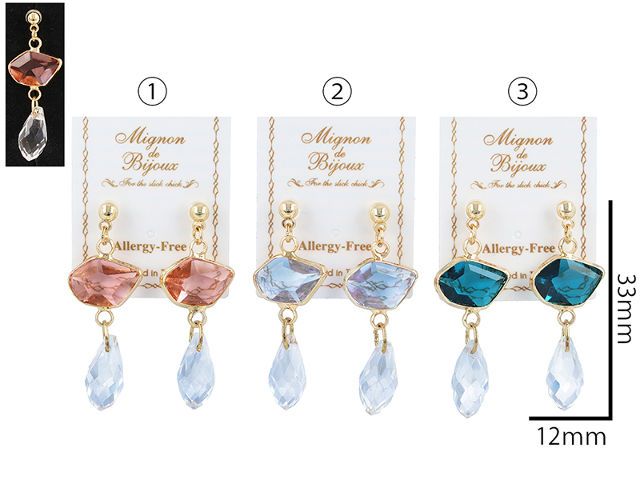 ①
②
③
Mignon
de
Bijoux
For the slick chick
Allergy-Free
Mignon
de
Bijoux
For the slick chick
Allergy-Free
Mignon
de
Bijoux
For the slick chick
Allergy-Free
33mm
12mm